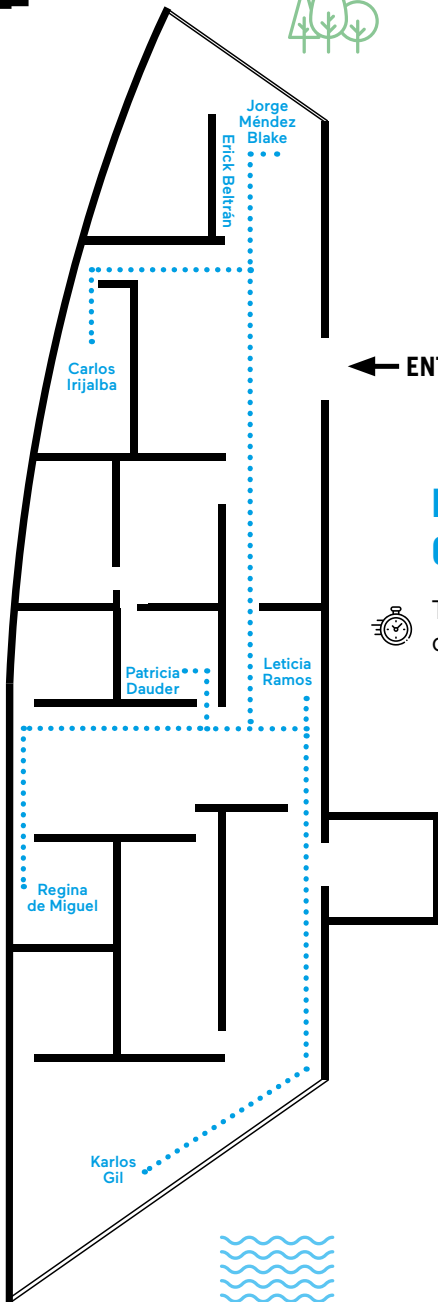 Jorge
Méndez
Blake
Erick Beltrán
Carlos
Irijalba
Patricia
Dauder
Leticia
Ramos
Regina
de Miguel
Karlos
Gil